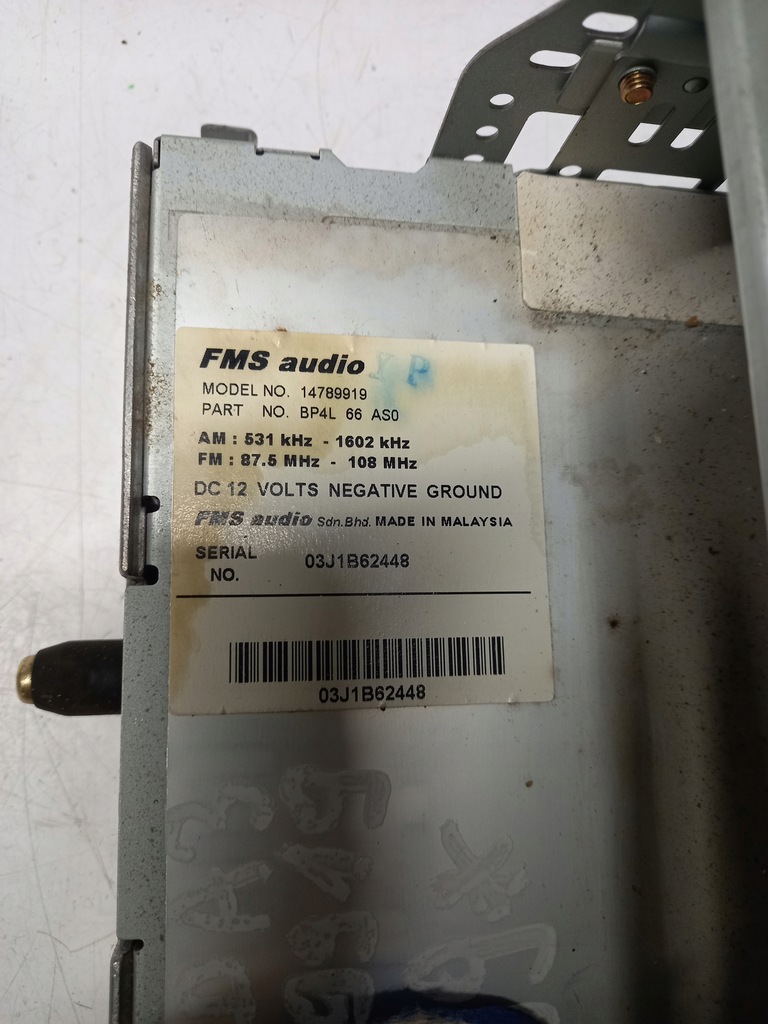 FMS audio
MODEL NO. 14789919
PART NO. BP4L 66 AS0
AM : 531 kHz - 1602 kHz
FM : 87.5 MHz - 108 MHz
DC 12 VOLTS NEGATIVE GROUND
FMS audio Sdn.Bhd. MADE IN MALAYSIA
SERIAL NO. 03J1B62448
03J1B62448